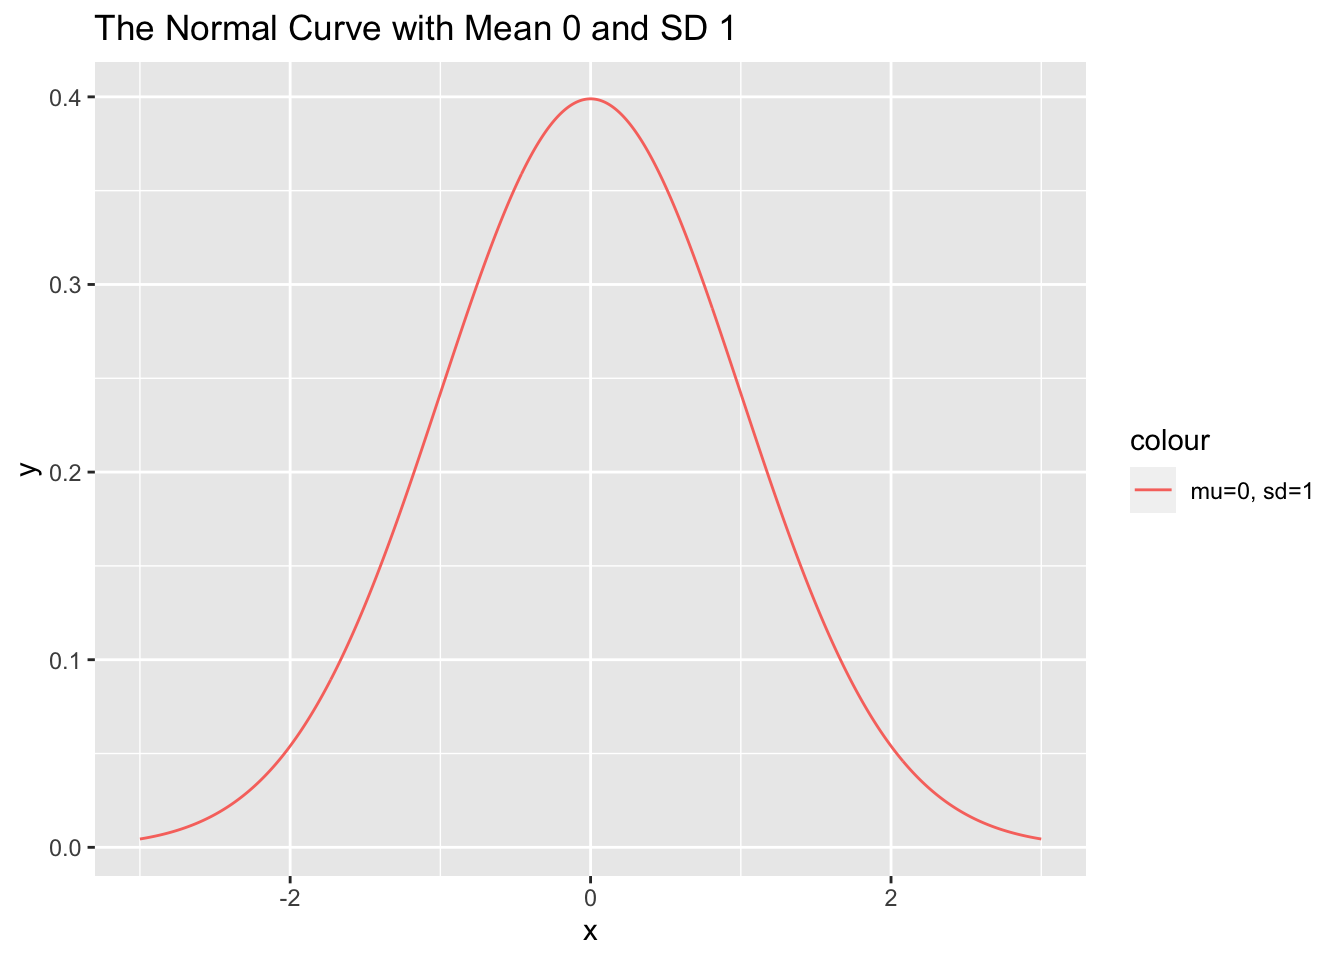 The Normal Curve with Mean 0 and SD 1
0.4
0.3
0.2
0.1
0.0
y
-2 0 2
x
colour
mu=0, sd=1